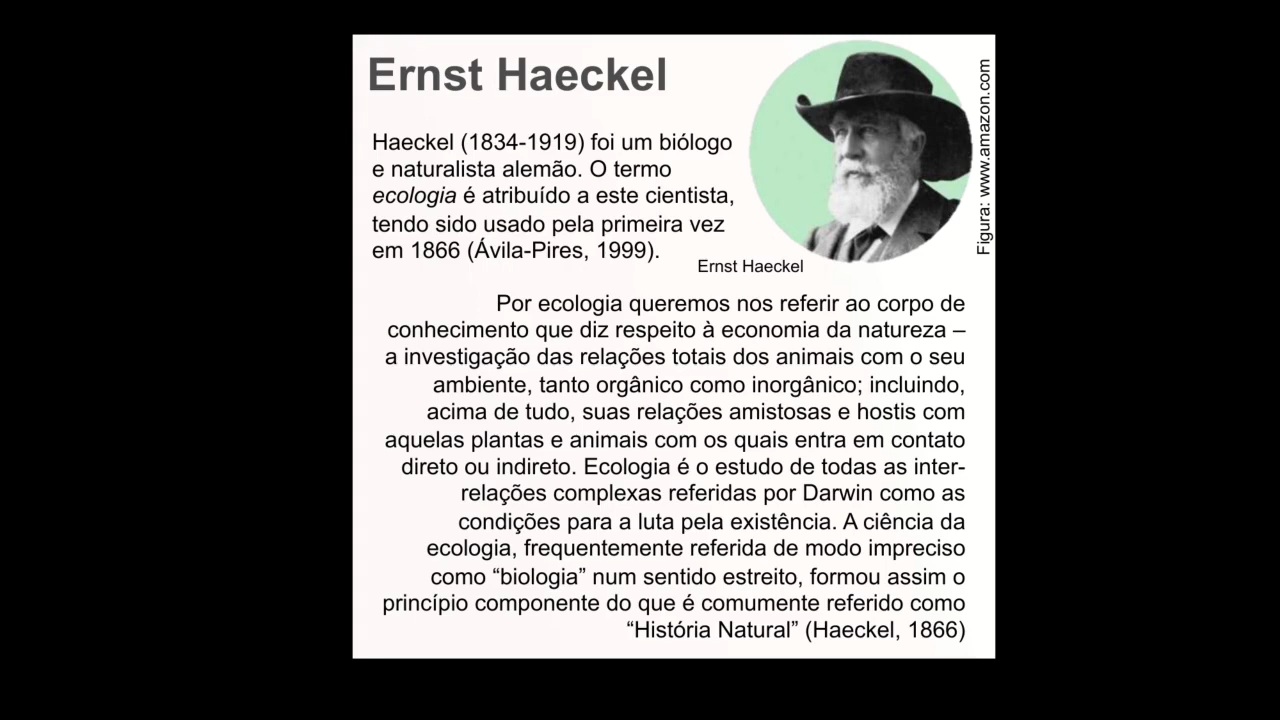 Ernst Haeckel
Haeckel (1834-1919) foi um biólogo
e naturalista alemão. O termo
ecologia é atribuído a este cientista,
tendo sido usado pela primeira vez
em 1866 (Ávila-Pires, 1999).
Ernst Haeckel
Figura: www.amazon.com
Por ecologia queremos nos referir ao corpo de
conhecimento que diz respeito à economia da natureza –
a investigação das relações totais dos animais com o seu
ambiente, tanto orgânico como inorgânico; incluindo,
acima de tudo, suas relações amistosas e hostis com
aquelas plantas e animais com os quais entra em contato
direto ou indireto. Ecologia é o estudo de todas as inter-
relações complexas referidas por Darwin como as
condições para a luta pela existência. A ciência da
ecologia, frequentemente referida de modo impreciso
como “biologia” num sentido estreito, formou assim o
princípio componente do que é comumente referido como
“História Natural” (Haeckel, 1866)